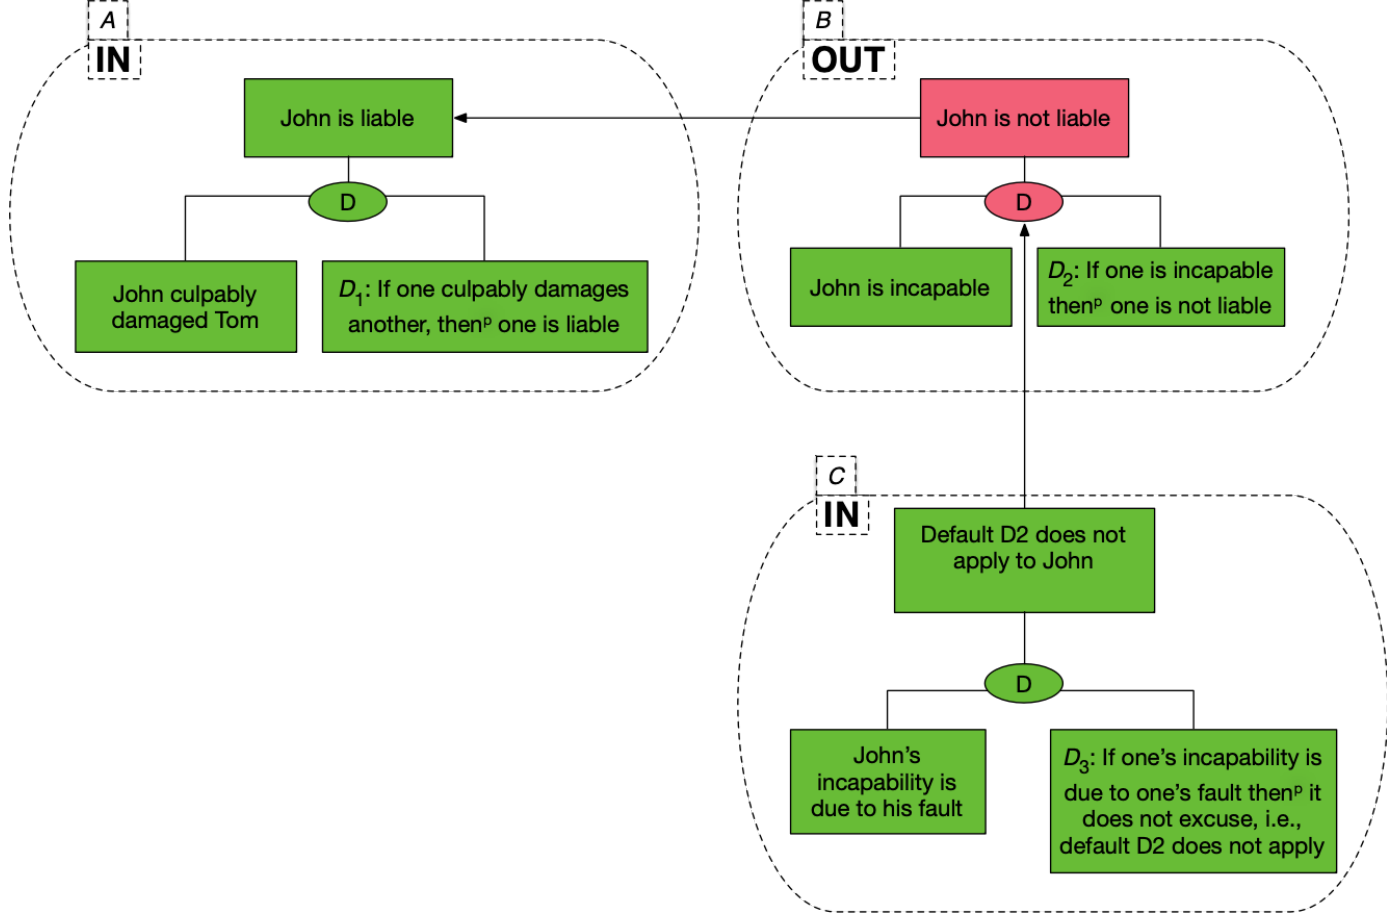 A
IN
John is liable
D
John culpably
damaged Tom
D1: If one culpably damages
another, thenᵖ one is liable
B
OUT
John is not liable
D
John is incapable
D2: If one is incapable
thenᵖ one is not liable
C
IN
Default D2 does not
apply to John
D
John’s
incapability is
due to his fault
D3: If one’s incapability is
due to one’s fault thenᵖ it
does not excuse, i.e.,
default D2 does not apply